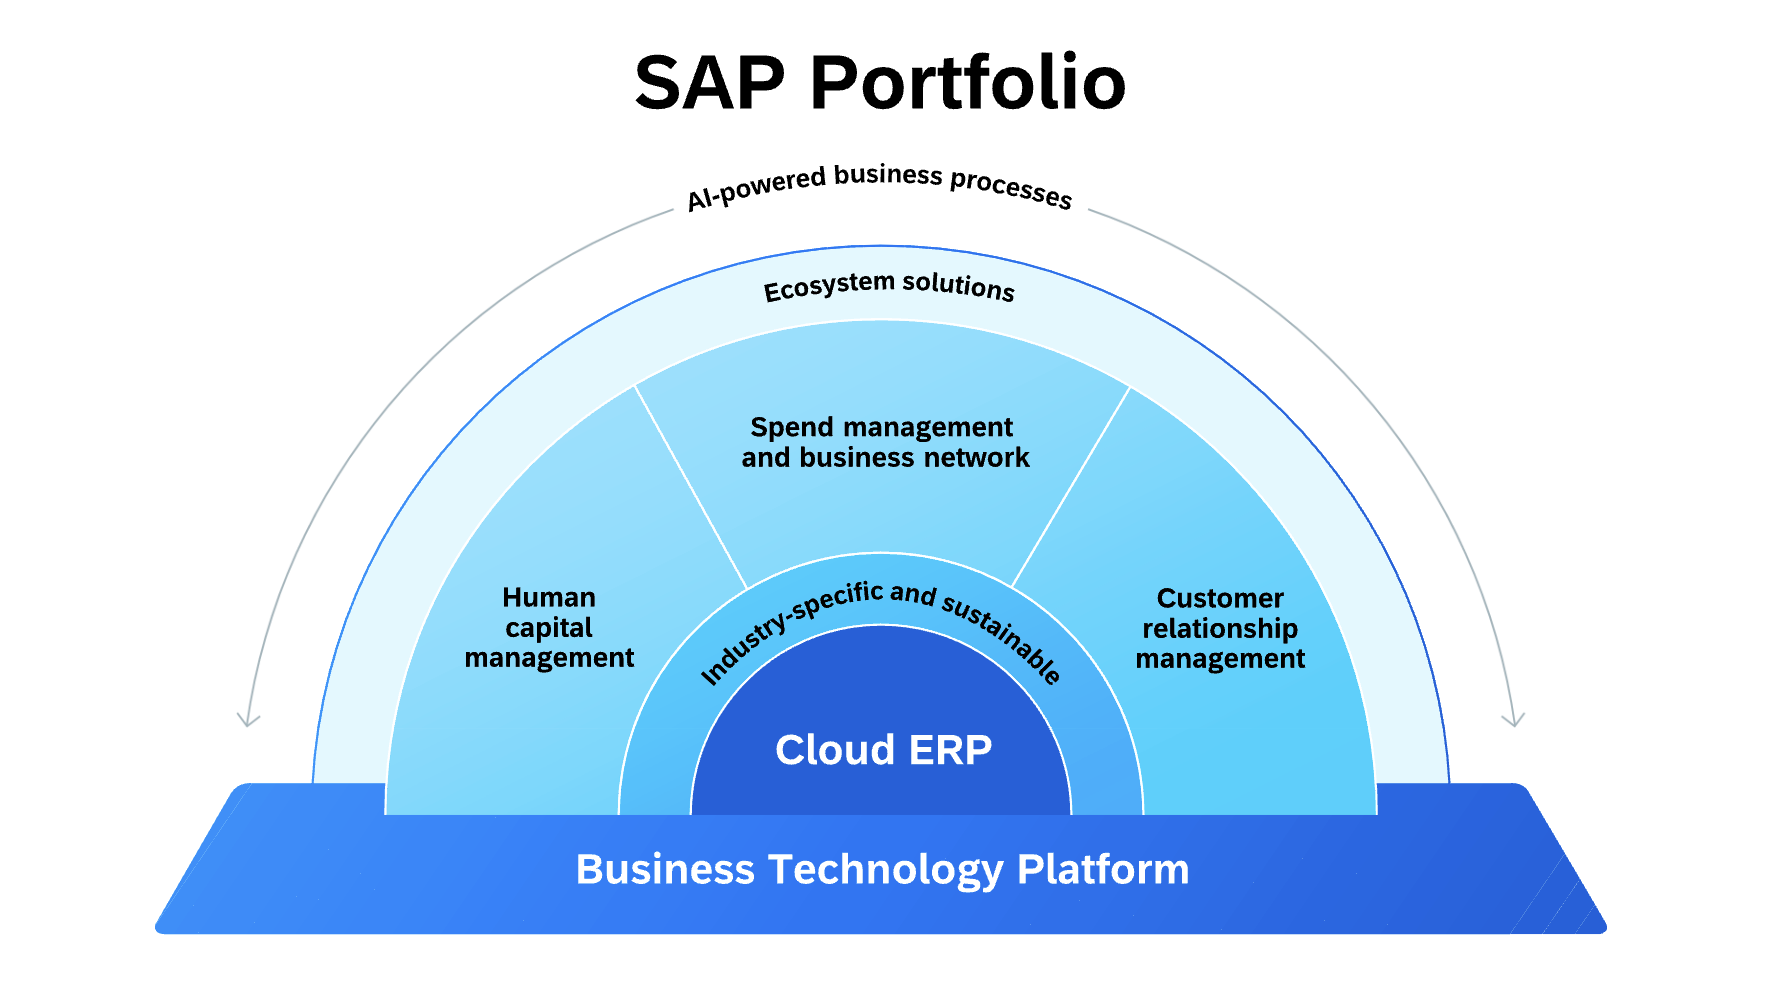 SAP Portfolio
AI-powered business processes
Ecosystem solutions
Spend management
and business network
Human
capital
management
Customer
relationship
management
Industry-specific and sustainable
Cloud ERP
Business Technology Platform